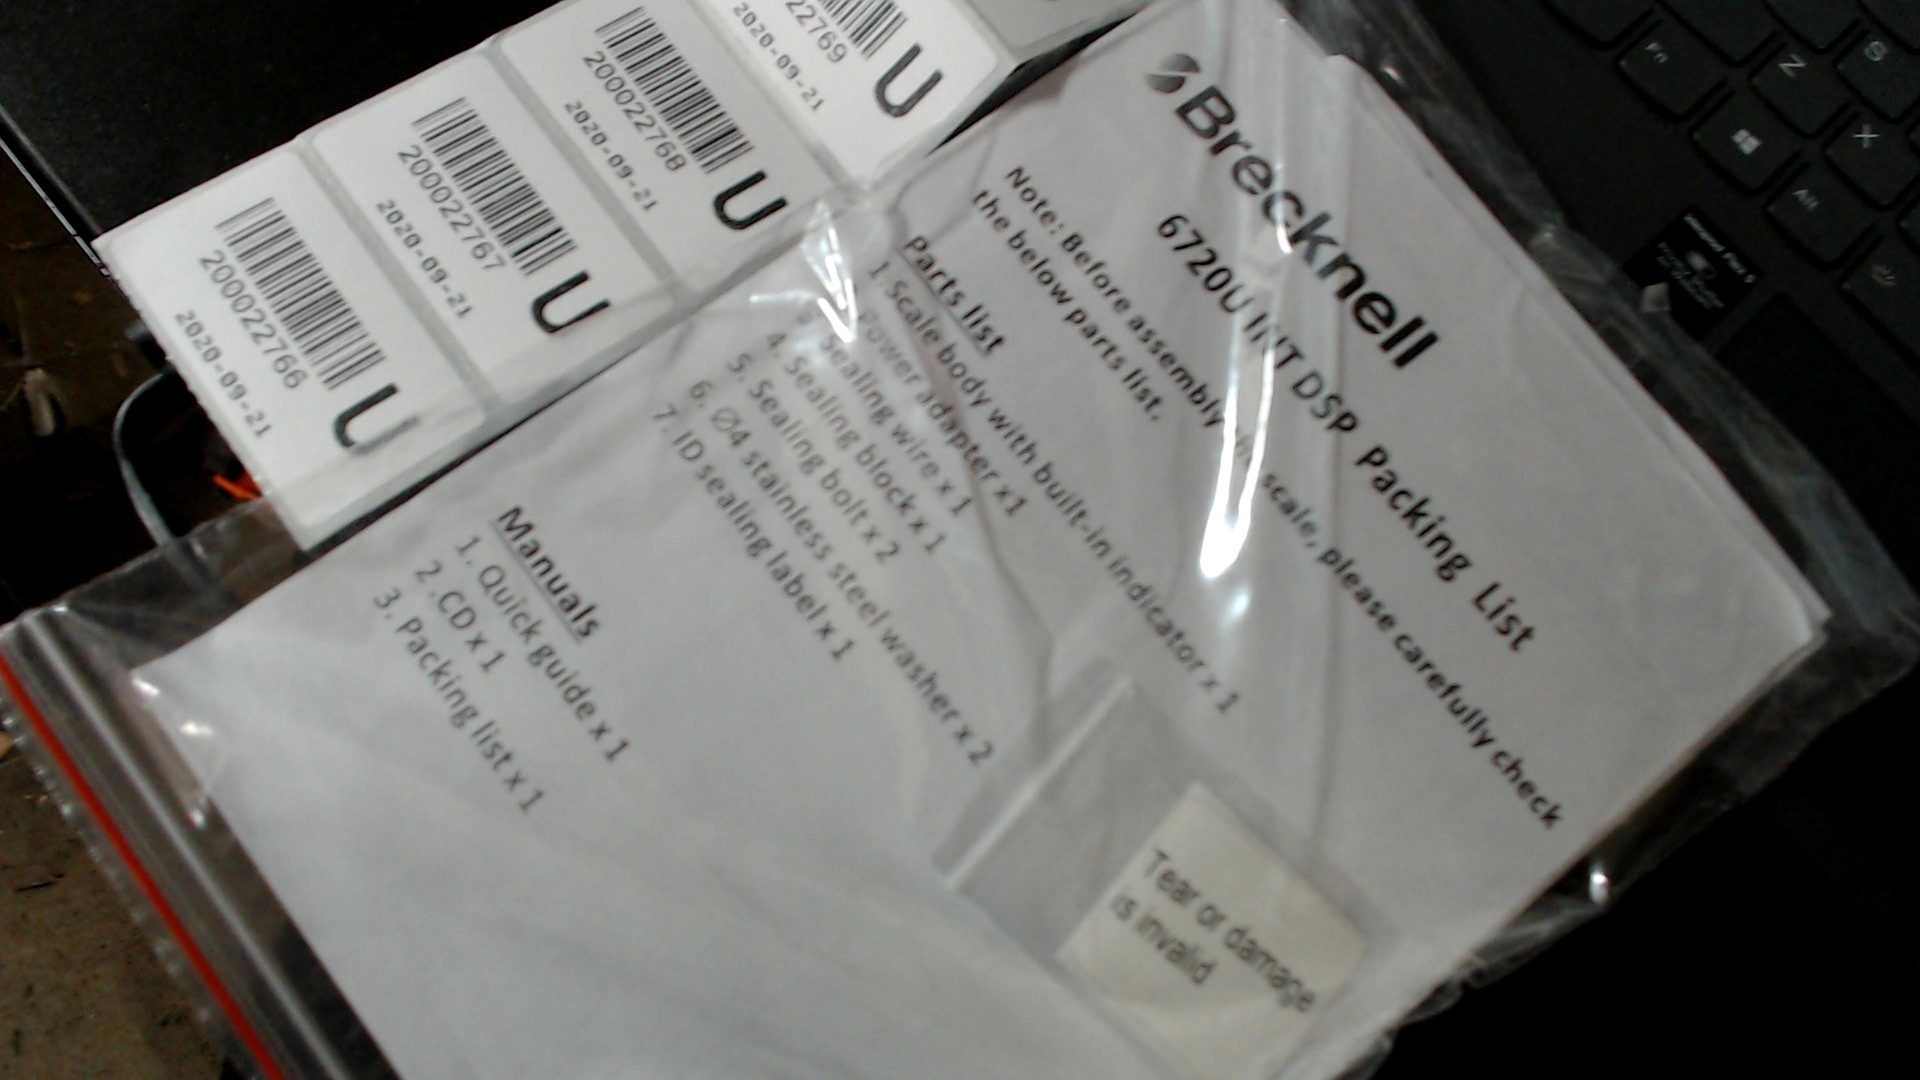 Brecknell
6720U INT DSP Packing List
Note: Before assembly scale, please carefully check
the below parts list.
Parts list
1. Scale body with built-in indicator x 1
power adapter x1
Sealing wire x 1
4. Sealing block x 1
5. Sealing bolt x 2
6. Ø4 stainless steel washer x 2
7. ID sealing label x 1
Manuals
1. Quick guide x 1
2 .CD x 1
3. Packing list x 1
Tear or damage
is invalid
22769
2020-09-21
U
200022768
2020-09-21
U
200022767
2020-09-21
U
200022766
2020-09-21
U
Fn
Z
S
X
Alt